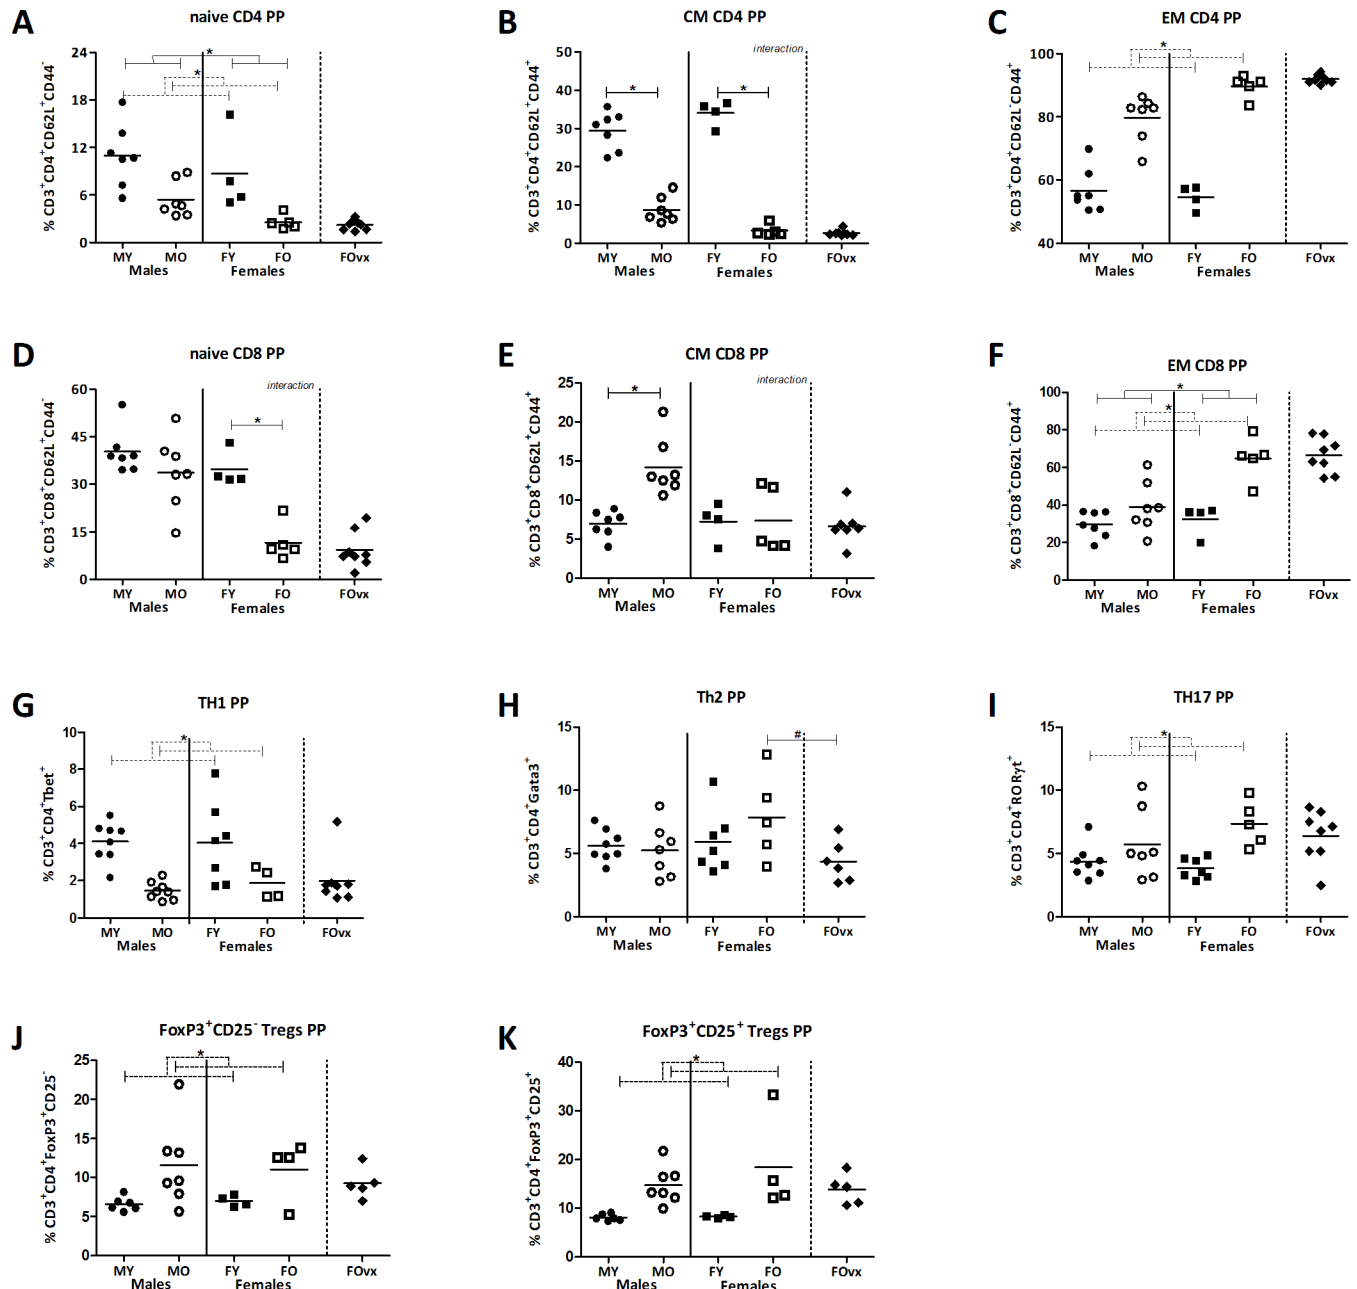 A
naive CD4 PP
% CD3⁺CD4⁺CD62L⁺CD44⁻
24
18
12
6
0
*
*
MY
MO
FY
FO
FOvx
Males
Females
B
CM CD4 PP
interaction
% CD3⁺CD4⁺CD62L⁺CD44⁺
50
40
30
20
10
0
*
*
MY
MO
FY
FO
FOvx
Males
Females
C
EM CD4 PP
% CD3⁺CD4⁺CD62L⁻CD44⁺
100
80
60
40
*
MY
MO
FY
FO
FOvx
Males
Females
D
naive CD8 PP
interaction
% CD3⁺CD8⁺CD62L⁺CD44⁻
60
45
30
15
0
*
MY
MO
FY
FO
FOvx
Males
Females
E
CM CD8 PP
interaction
% CD3⁺CD8⁺CD62L⁺CD44⁺
25
20
15
10
5
0
*
MY
MO
FY
FO
FOvx
Males
Females
F
EM CD8 PP
% CD3⁺CD8⁺CD62L⁻CD44⁺
100
80
60
40
20
0
*
*
MY
MO
FY
FO
FOvx
Males
Females
G
TH1 PP
% CD3⁺CD4⁺Tbet⁺
10
8
6
4
2
0
*
MY
MO
FY
FO
FOvx
Males
Females
H
Th2 PP
% CD3⁺CD4⁺Gata3⁺
15
10
5
0
#
MY
MO
FY
FO
FOvx
Males
Females
I
TH17 PP
% CD3⁺CD4⁺RORγt⁺
15
10
5
0
*
MY
MO
FY
FO
FOvx
Males
Females
J
FoxP3⁺CD25⁻ Tregs PP
% CD3⁺CD4⁺FoxP3⁺CD25⁻
25
20
15
10
5
0
*
MY
MO
FY
FO
FOvx
Males
Females
K
FoxP3⁺CD25⁺ Tregs PP
% CD3⁺CD4⁺FoxP3⁺CD25⁺
40
30
20
10
0
*
MY
MO
FY
FO
FOvx
Males
Females